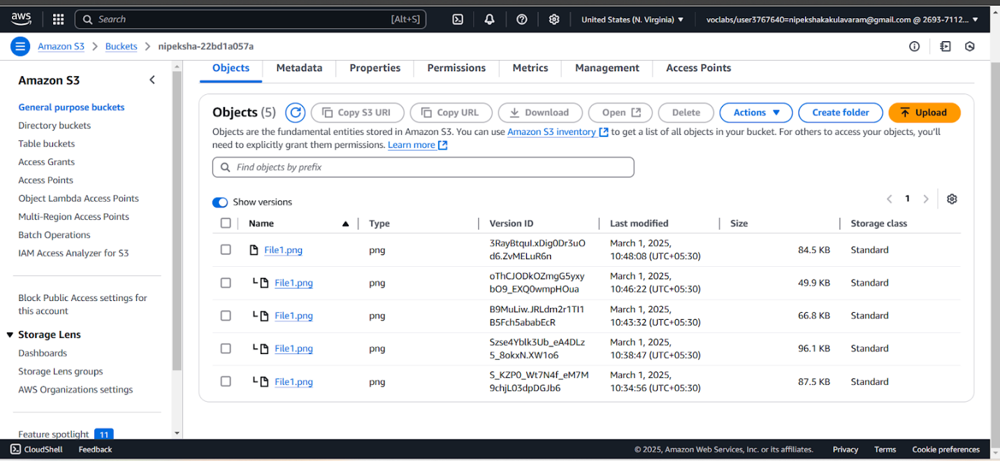 aws
Search [Alt+S] United States (N. Virginia) voclabs/user3767640=nipekshakakulavaram@gmail.com @ 2693-7112...
Amazon S3 Buckets nipeksha-22bd1a057a
Amazon S3
General purpose buckets
Directory buckets
Table buckets
Access Grants
Access Points
Object Lambda Access Points
Multi-Region Access Points
Batch Operations
IAM Access Analyzer for S3
Block Public Access settings for
this account
Storage Lens
Dashboards
Storage Lens groups
AWS Organizations settings
Feature spotlight 11
Objects Metadata Properties Permissions Metrics Management Access Points
Objects (5) Copy S3 URI Copy URL Download Open Delete Actions Create folder Upload
Objects are the fundamental entities stored in Amazon S3. You can use Amazon S3 inventory to get a list of all objects in your bucket. For others to access your objects, you'll
need to explicitly grant them permissions. Learn more
Find objects by prefix
Show versions
1
Name Type Version ID Last modified Size Storage class
File1.png png 3RayBtquI.xDig0Dr3uO March 1, 2025, 84.5 KB Standard
d6.ZvMELuR6n 10:48:08 (UTC+05:30)
File1.png png oThCJODkOZmgG5yxy March 1, 2025, 49.9 KB Standard
bO9_EXQ0wmpHOua 10:46:22 (UTC+05:30)
File1.png png B9MuLiw.JRLdm2r1TI1 March 1, 2025, 66.8 KB Standard
B5Fch5ababEcR 10:43:32 (UTC+05:30)
File1.png png Szse4Yblk3Ub_eA4DLz March 1, 2025, 96.1 KB Standard
5_8okxN.XW1o6 10:38:47 (UTC+05:30)
File1.png png S_KZP0_Wt7N4f_eM7M March 1, 2025, 87.5 KB Standard
9chjL03dpDGJb6 10:34:56 (UTC+05:30)
CloudShell Feedback © 2025, Amazon Web Services, Inc. or its affiliates. Privacy Terms Cookie preferences